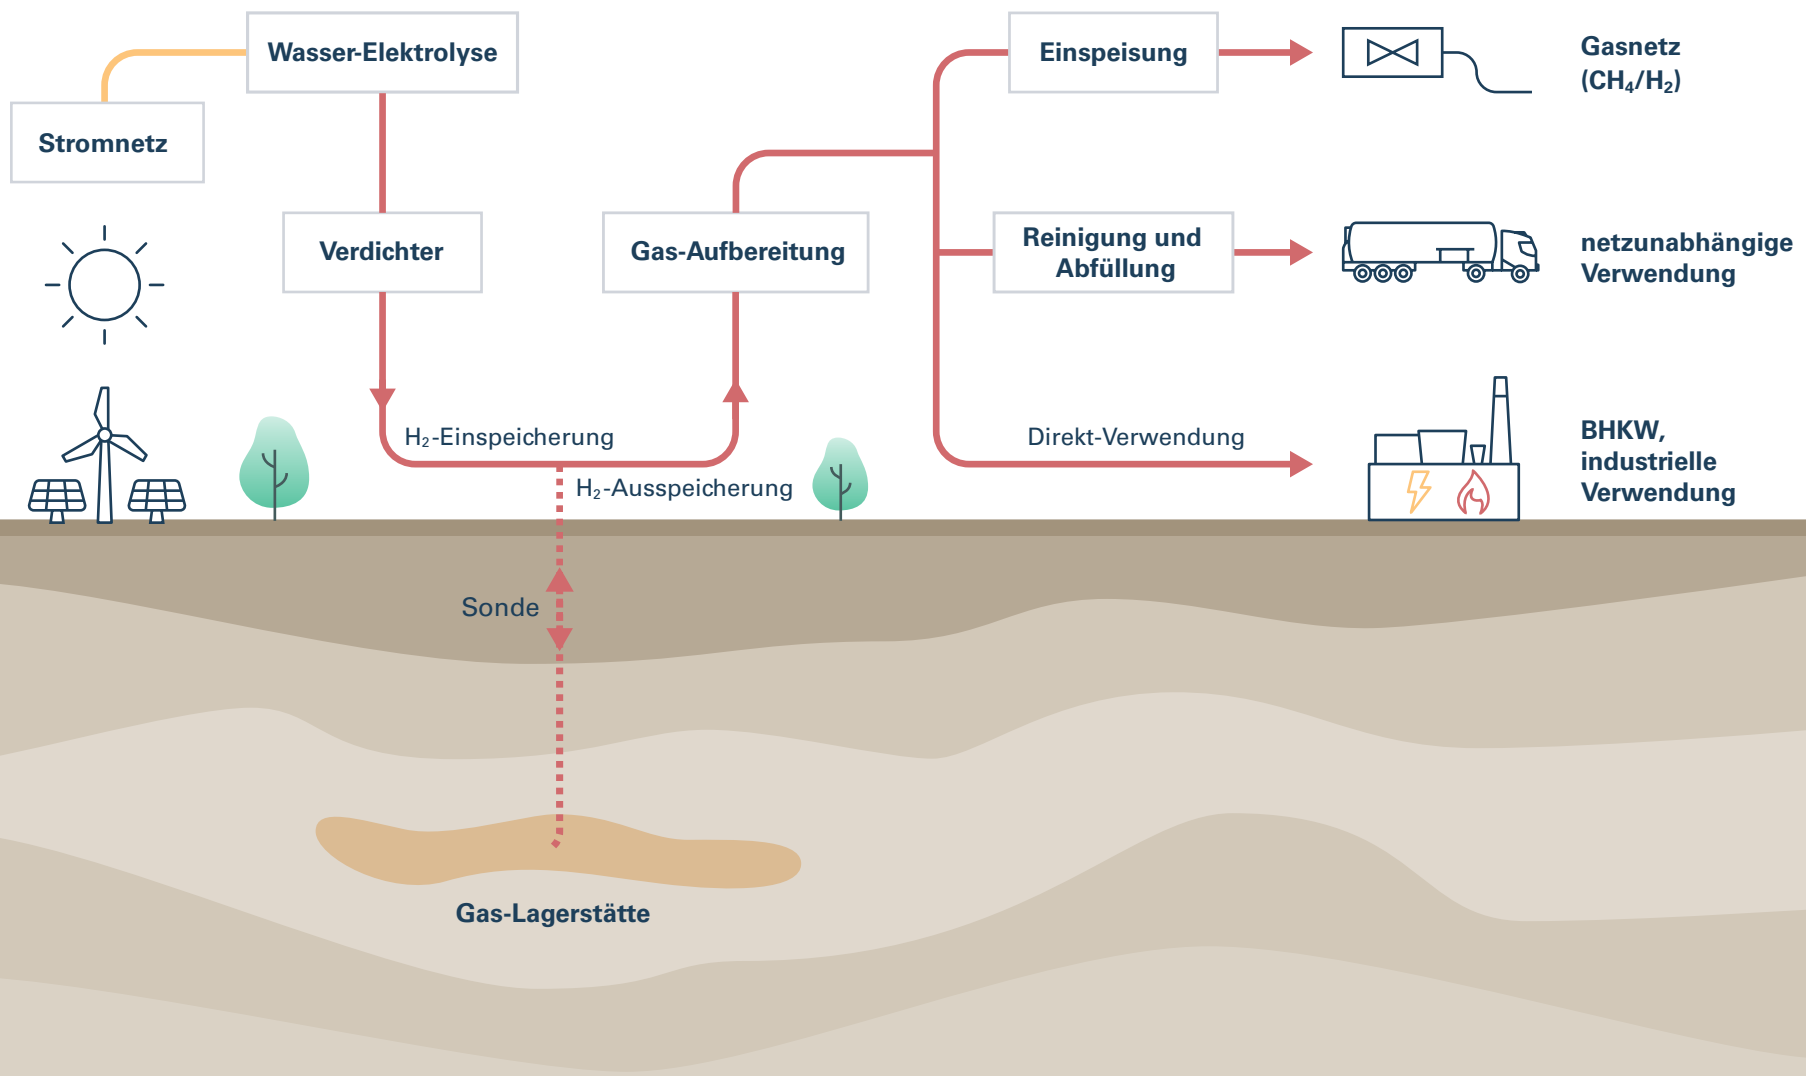 Wasser-Elektrolyse
Einspeisung
Gasnetz
(CH₄/H₂)
Stromnetz
Verdichter
Gas-Aufbereitung
Reinigung und
Abfüllung
netzunabhängige
Verwendung
H₂-Einspeicherung
H₂-Ausspeicherung
Direkt-Verwendung
BHKW,
industrielle
Verwendung
Sonde
Gas-Lagerstätte